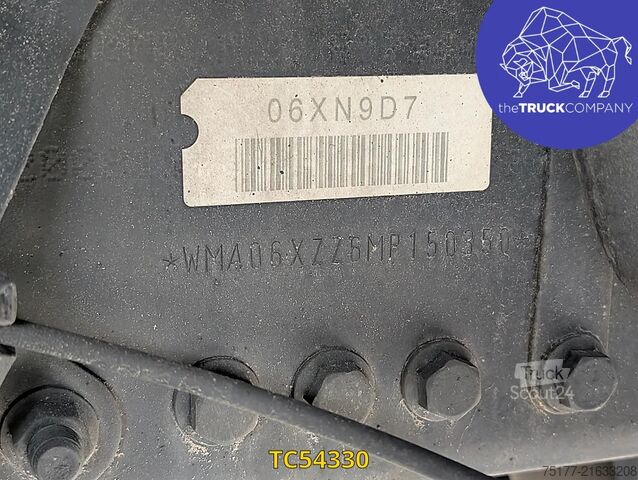 theTRUCKCOMPANY
06XN9D7
*WMA06XZZ6MP150350*
Truck
Scout24
TC54330
75177-21633208